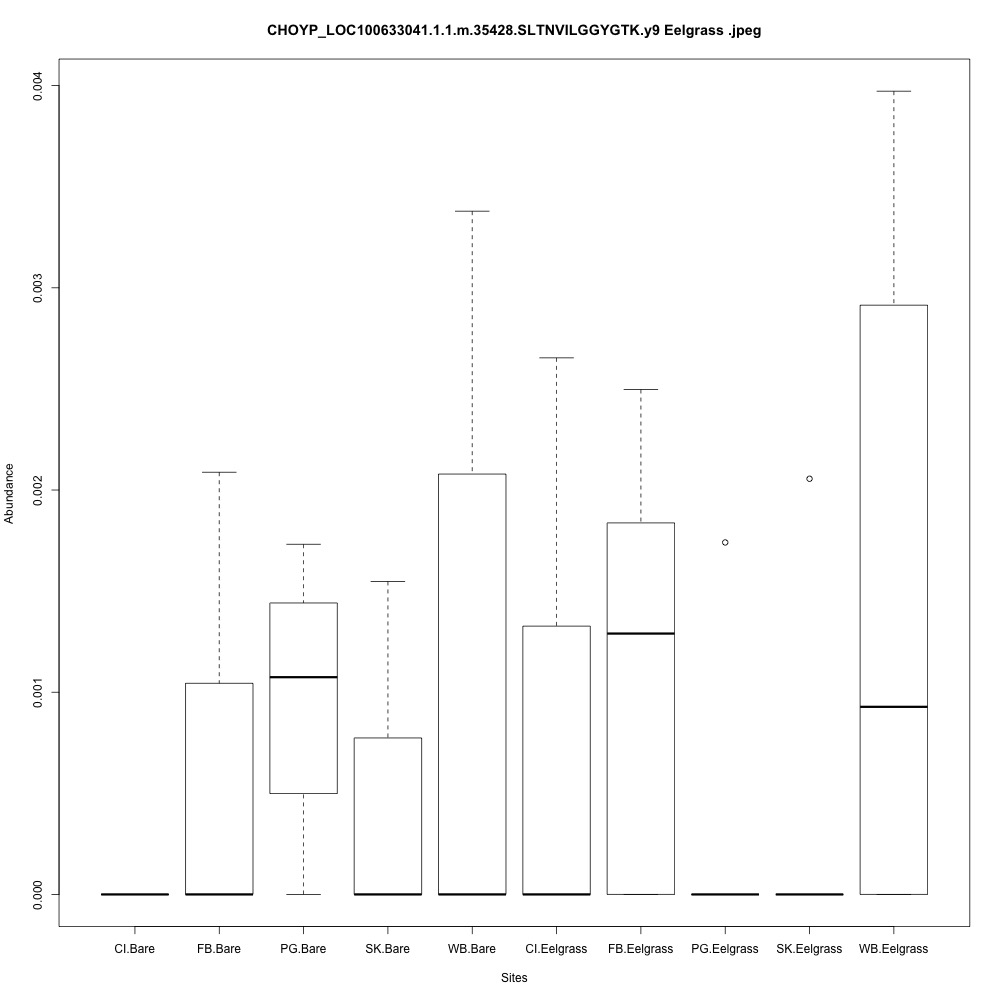 CHOYP_LOC100633041.1.1.m.35428.SLTNVILGGYGTK.y9 Eelgrass .jpeg
0.004
0.003
0.002
0.001
0.000
Abundance
CI.Bare FB.Bare PG.Bare SK.Bare WB.Bare CI.Eelgrass FB.Eelgrass PG.Eelgrass SK.Eelgrass WB.Eelgrass
Sites